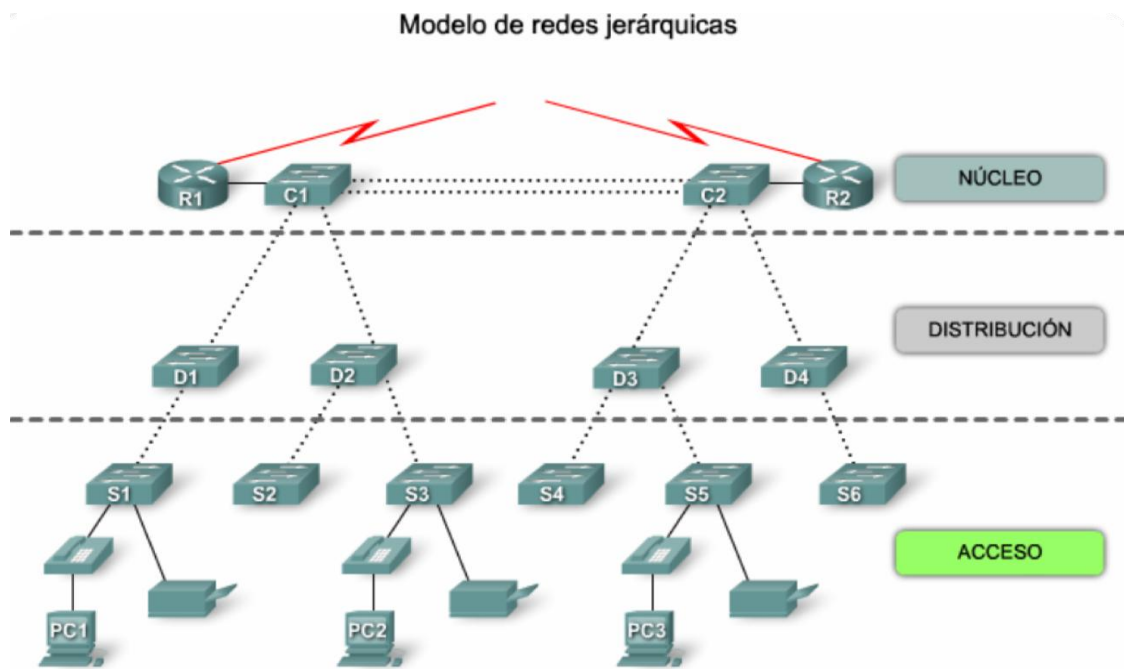 Modelo de redes jerárquicas
R1
C1
C2
R2
NÚCLEO
D1
D2
D3
D4
DISTRIBUCIÓN
S1
S2
S3
S4
S5
S6
ACCESO
PC1
PC2
PC3